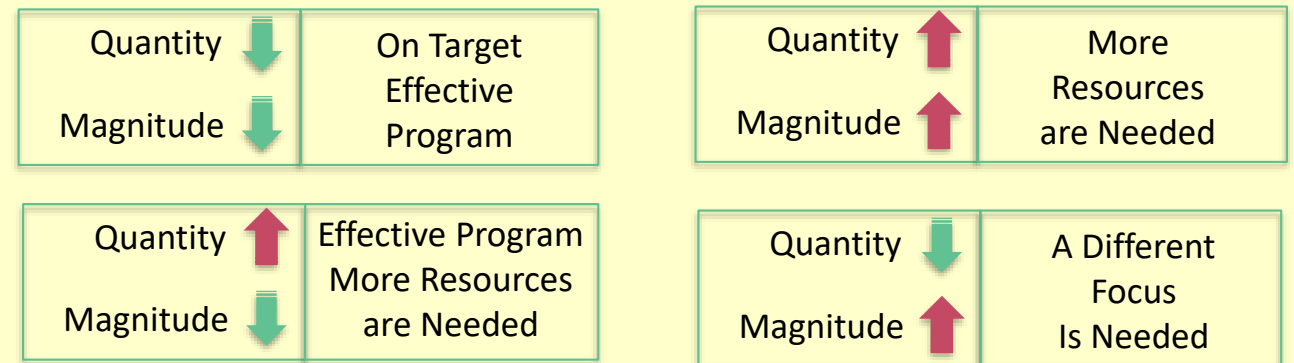 Quantity
Magnitude
On Target
Effective
Program
Quantity
Magnitude
More
Resources
are Needed
Quantity
Magnitude
Effective Program
More Resources
are Needed
Quantity
Magnitude
A Different
Focus
Is Needed